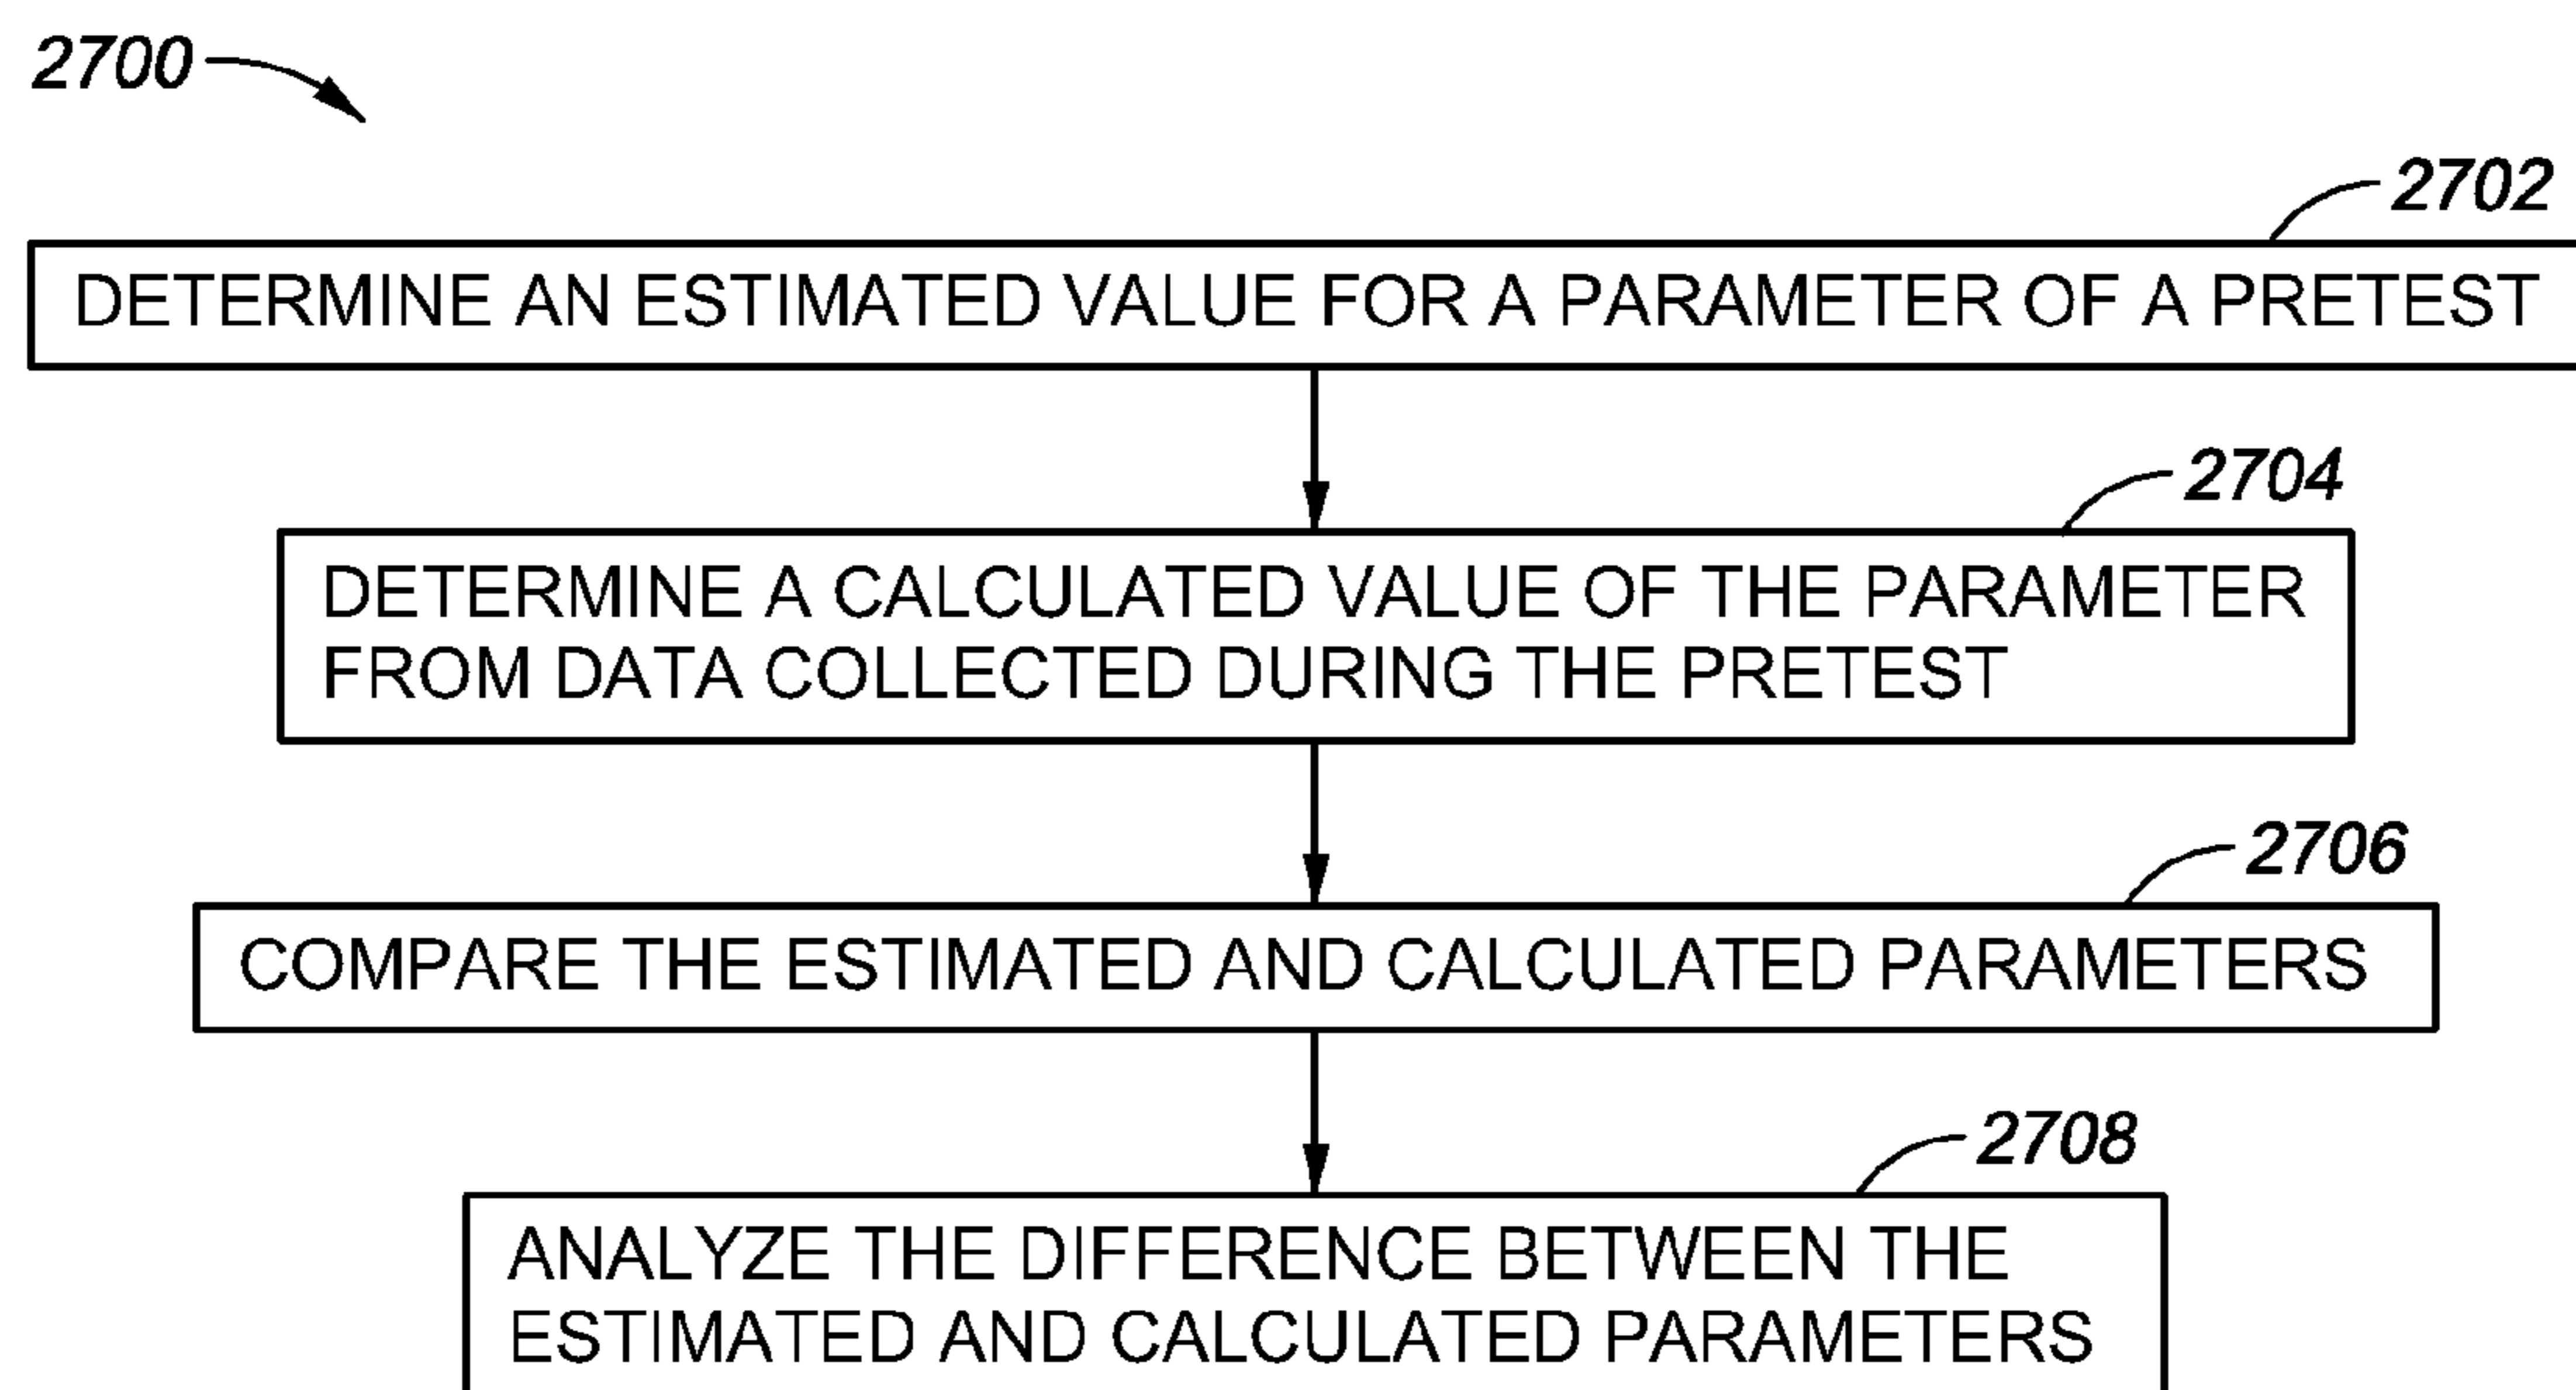 2700
2702
DETERMINE AN ESTIMATED VALUE FOR A PARAMETER OF A PRETEST
2704
DETERMINE A CALCULATED VALUE OF THE PARAMETER
FROM DATA COLLECTED DURING THE PRETEST
2706
COMPARE THE ESTIMATED AND CALCULATED PARAMETERS
2708
ANALYZE THE DIFFERENCE BETWEEN THE
ESTIMATED AND CALCULATED PARAMETERS